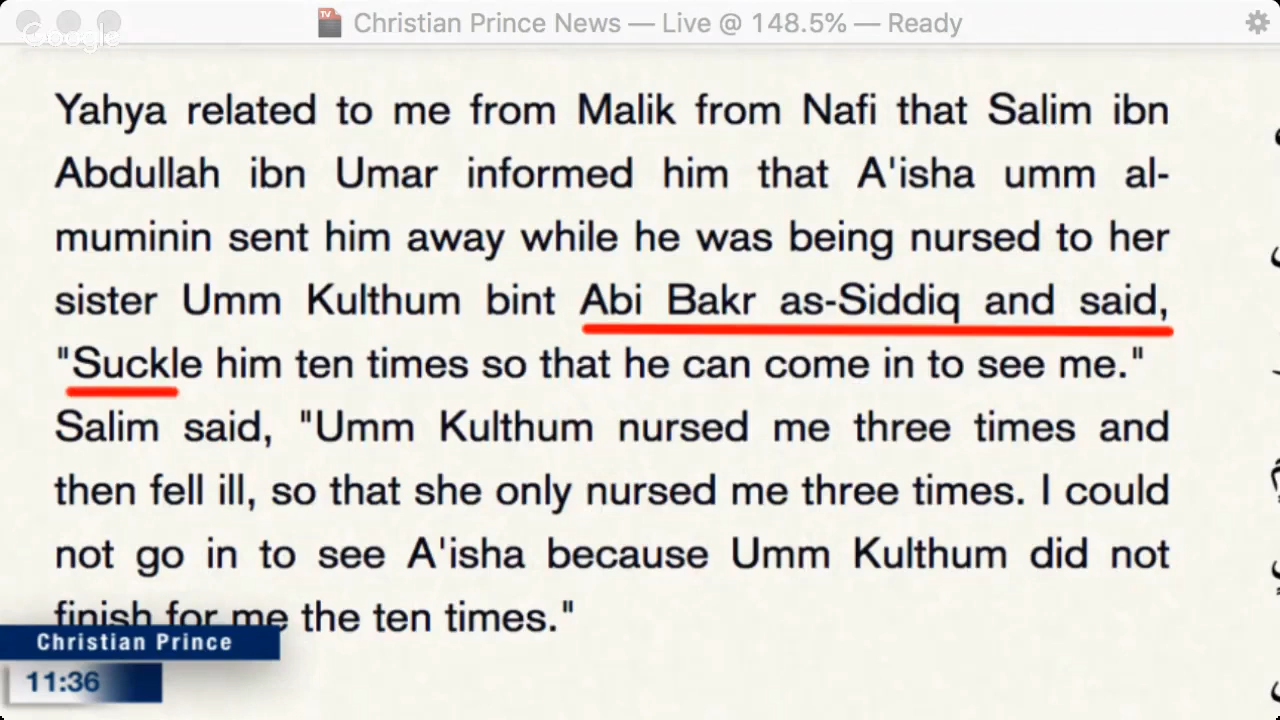 Google
TV
Christian Prince News — Live @ 148.5% — Ready
Yahya related to me from Malik from Nafi that Salim ibn
Abdullah ibn Umar informed him that A'isha umm al-
muminin sent him away while he was being nursed to her
sister Umm Kulthum bint Abi Bakr as-Siddiq and said,
"Suckle him ten times so that he can come in to see me."
Salim said, "Umm Kulthum nursed me three times and
then fell ill, so that she only nursed me three times. I could
not go in to see A'isha because Umm Kulthum did not
finish for me the ten times."
Christian Prince
11:36